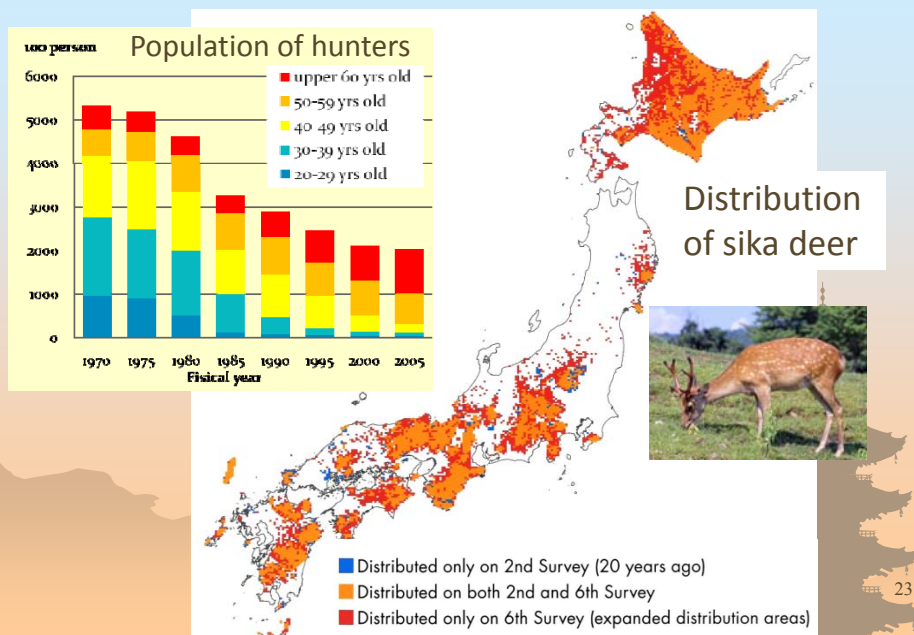 Population of hunters
100 person
6000
5000
4000
3000
2000
1000
0
upper 60 yrs old
50-59 yrs old
40-49 yrs old
30-39 yrs old
20-29 yrs old
1970 1975 1980 1985 1990 1995 2000 2005
Fisical year
Distribution
of sika deer
Distributed only on 2nd Survey (20 years ago)
Distributed on both 2nd and 6th Survey
Distributed only on 6th Survey (expanded distribution areas)
23